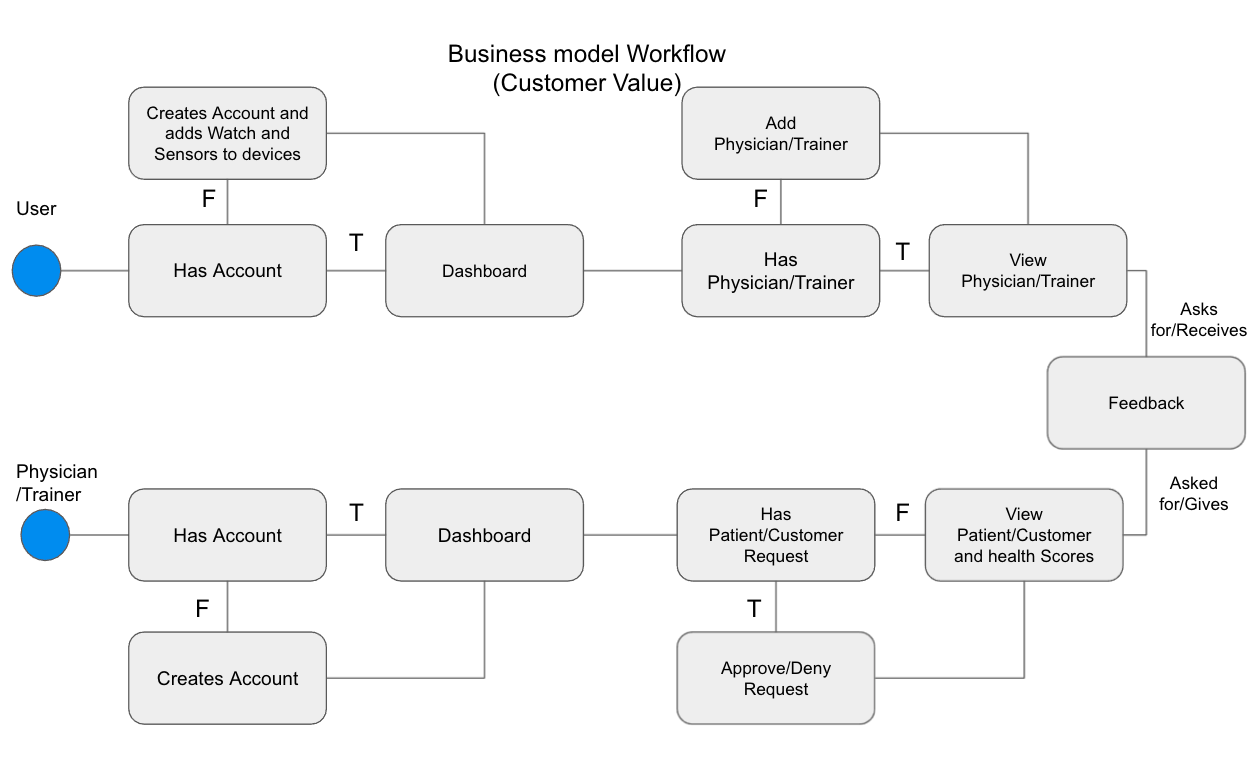 Business model Workflow
(Customer Value)
Creates Account and
adds Watch and
Sensors to devices
Add
Physician/Trainer
F
F
User
Has Account
T
Dashboard
Has
Physician/Trainer
T
View
Physician/Trainer
Asks
for/Receives
Feedback
Asked
for/Gives
Physician
/Trainer
Has Account
T
Dashboard
Has
Patient/Customer
Request
F
View
Patient/Customer
and health Scores
F
T
Creates Account
Approve/Deny
Request